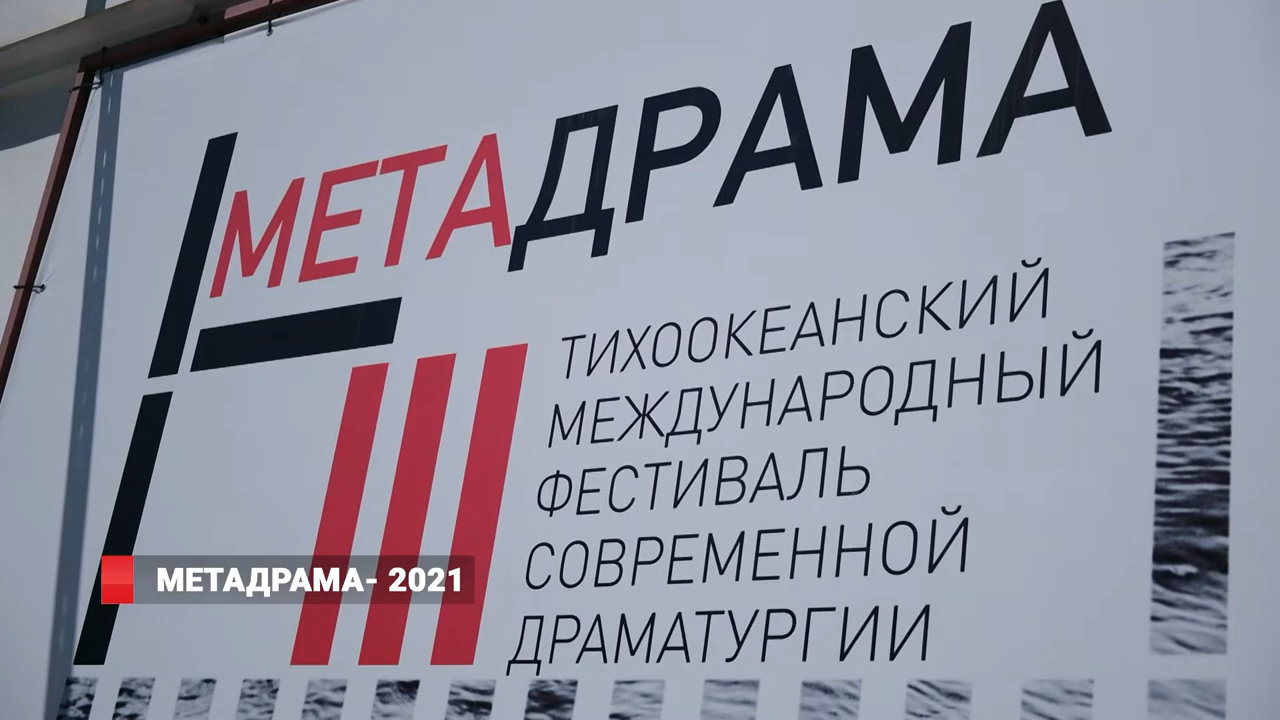 МЕТАДРАМА
ТИХООКЕАНСКИЙ
МЕЖДУНАРОДНЫЙ
ФЕСТИВАЛЬ
СОВРЕМЕННОЙ
ДРАМАТУРГИИ
МЕТАДРАМА- 2021